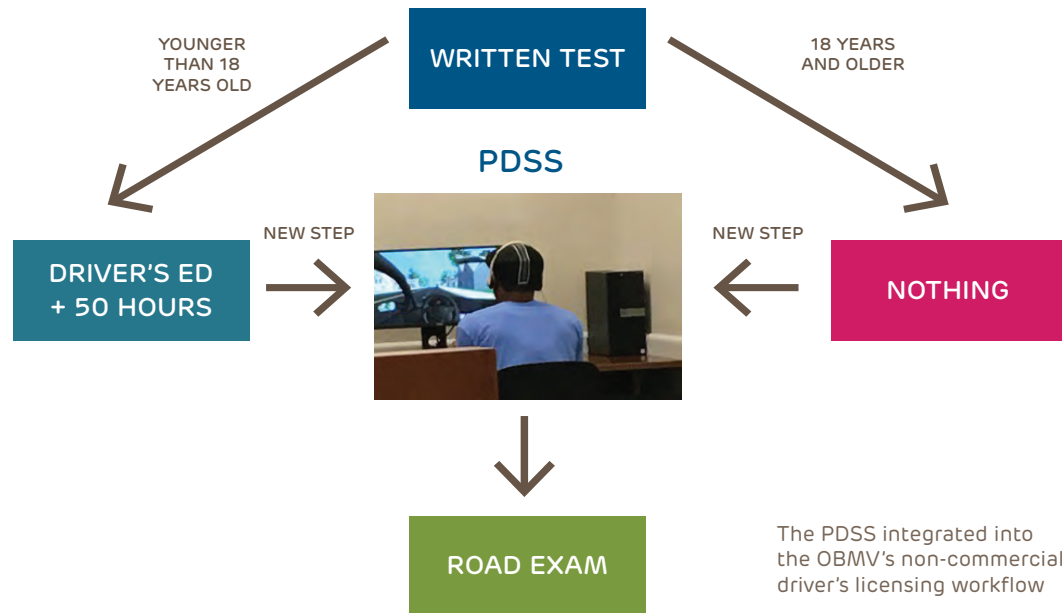 YOUNGER
THAN 18
YEARS OLD
WRITTEN TEST
18 YEARS
AND OLDER
PDSS
DRIVER'S ED
+ 50 HOURS
NEW STEP
NEW STEP
NOTHING
ROAD EXAM
The PDSS integrated into
the OBMV's non-commercial
driver's licensing workflow